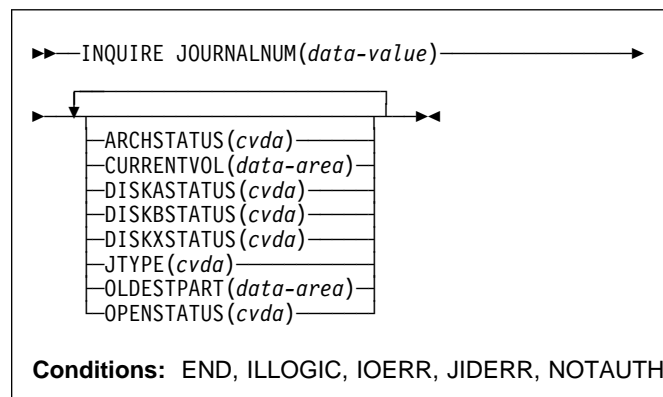 INQUIRE JOURNALNUM(data-value)
ARCHSTATUS(cvda)
CURRENTVOL(data-area)
DISKASTATUS(cvda)
DISKBSTATUS(cvda)
DISKXSTATUS(cvda)
JTYPE(cvda)
OLDESTPART(data-area)
OPENSTATUS(cvda)
Conditions: END, ILLOGIC, IOERR, JIDERR, NOTAUTH